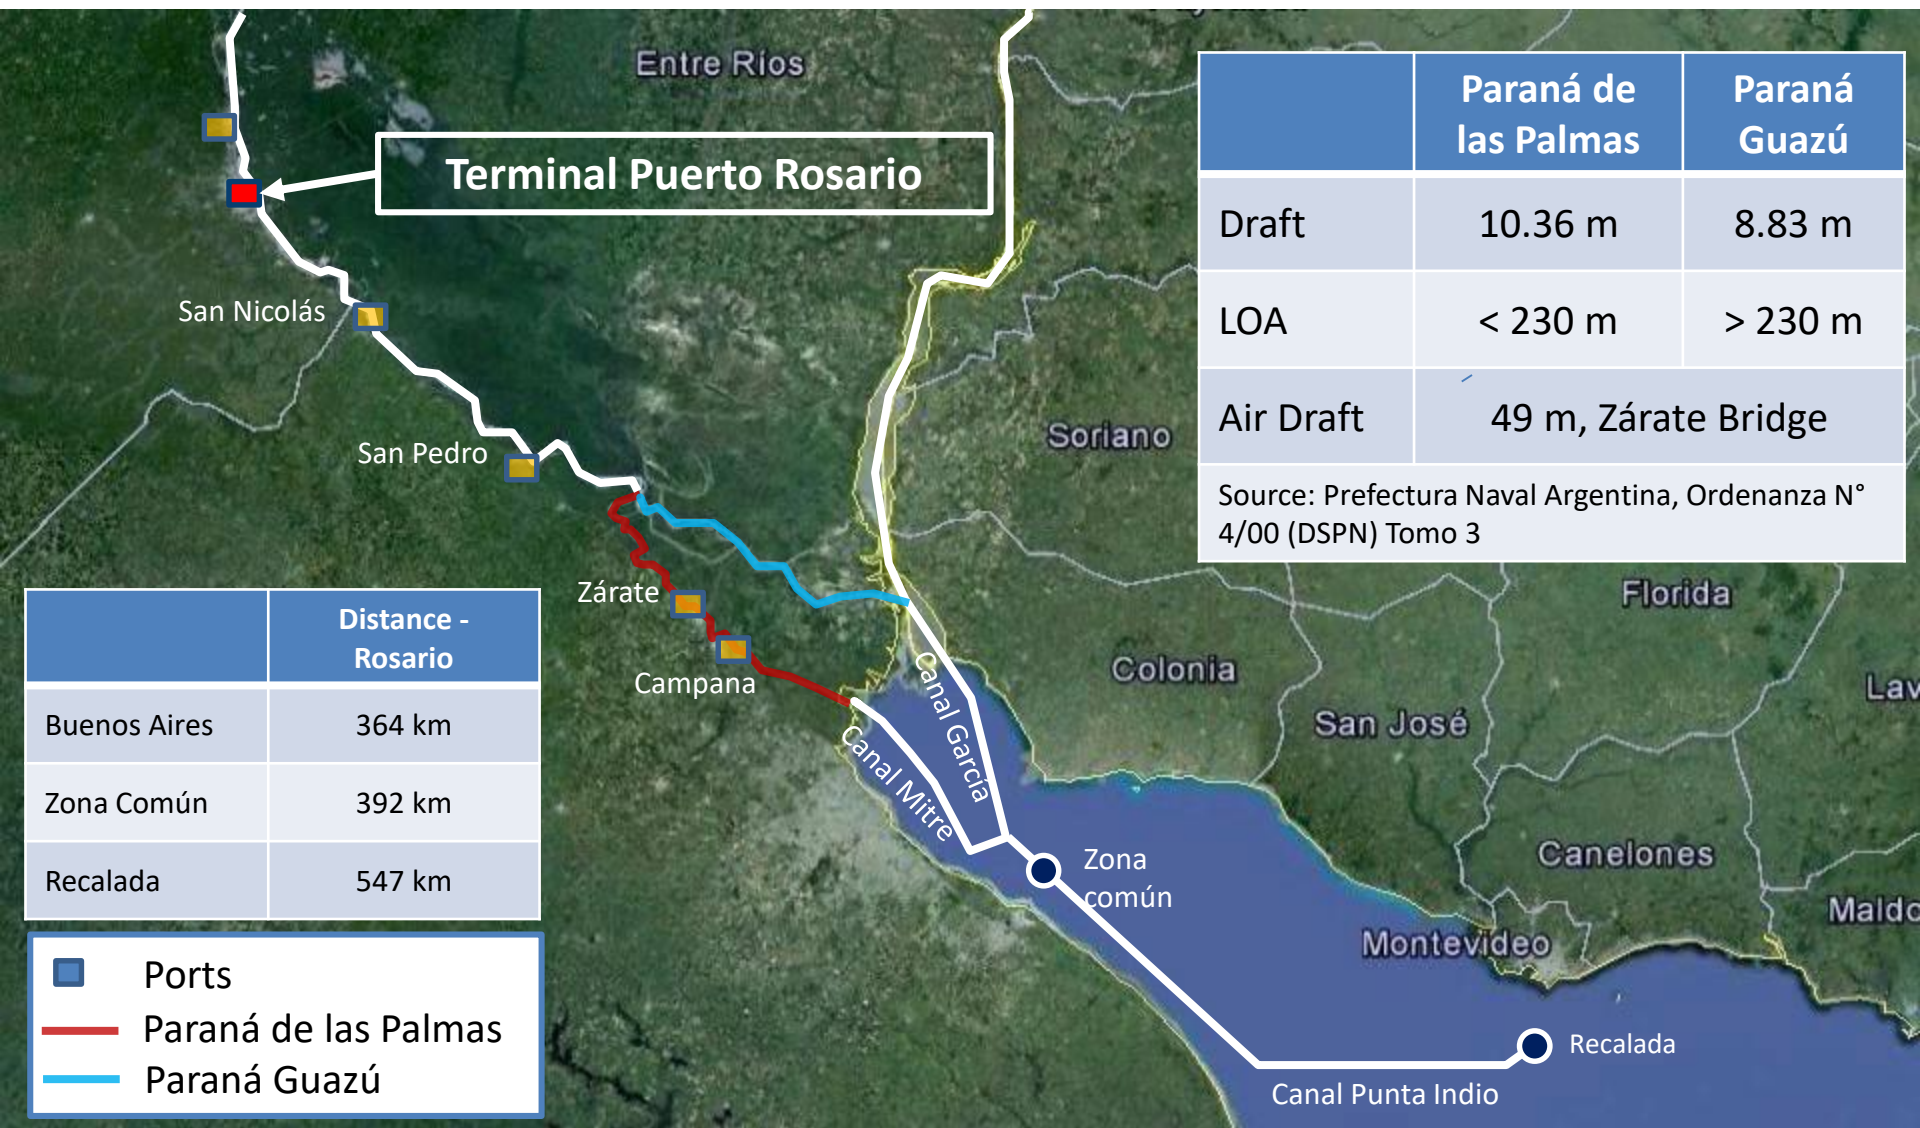 Entre Ríos
Terminal Puerto Rosario
San Nicolás
San Pedro
Zárate
Campana
Canal García
Canal Mitre
Soriano
Colonia
Florida
San José
Canelones
Montevideo
Zona
común
Recalada
Canal Punta Indio
Paraná de
las Palmas
Paraná
Guazú
Draft 10.36 m 8.83 m
LOA < 230 m > 230 m
Air Draft 49 m, Zárate Bridge
Source: Prefectura Naval Argentina, Ordenanza N°
4/00 (DSPN) Tomo 3
Distance -
Rosario
Buenos Aires 364 km
Zona Común 392 km
Recalada 547 km
Ports
Paraná de las Palmas
Paraná Guazú
Lav
Maldo